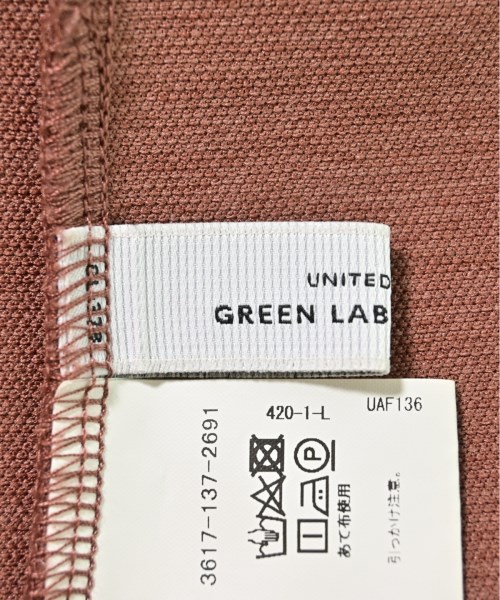 UNITED
GREEN LAB
420-1-L
UAF136
3617-137-2691
P
あて布使用
引っかけ注意。